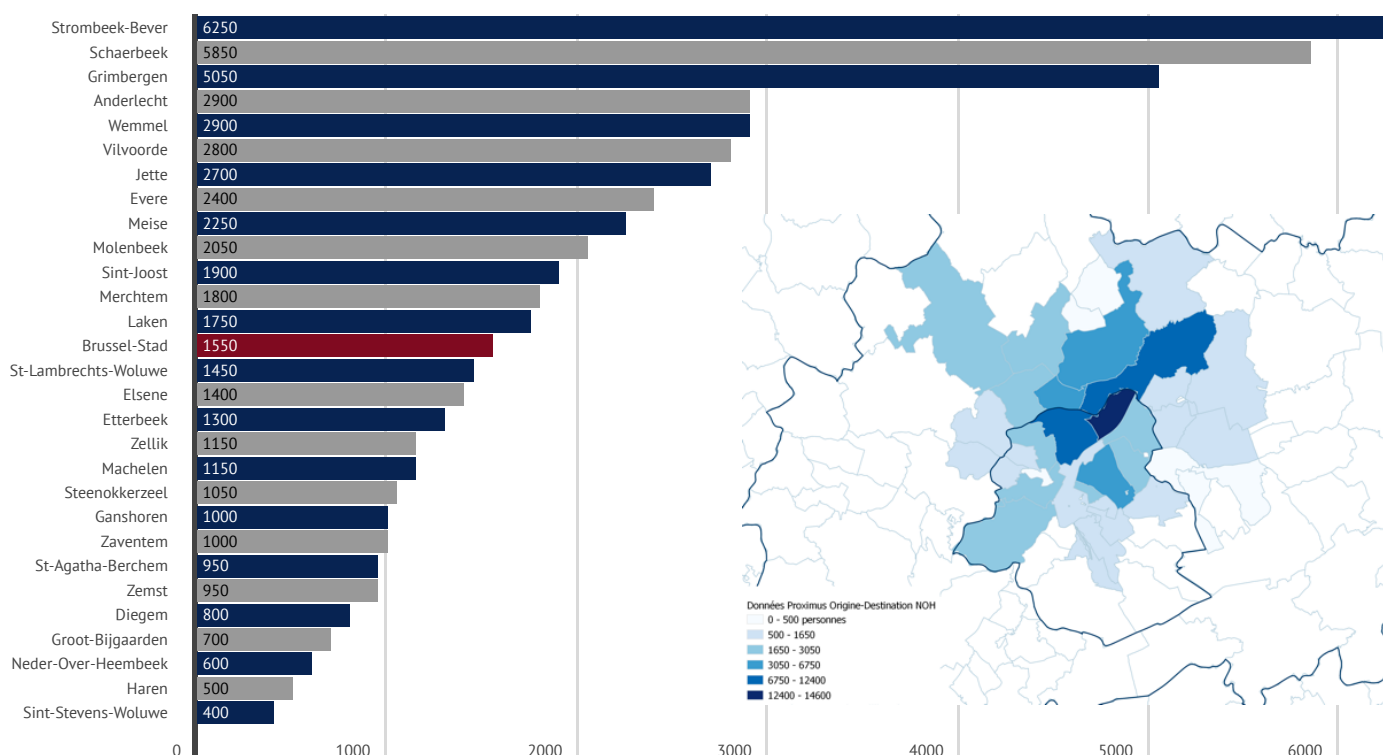 Strombeek-Bever 6250
Schaerbeek 5850
Grimbergen 5050
Anderlecht 2900
Wemmel 2900
Vilvoorde 2800
Jette 2700
Evere 2400
Meise 2250
Molenbeek 2050
Sint-Joost 1900
Merchtem 1800
Laken 1750
Brussel-Stad 1550
St-Lambrechts-Woluwe 1450
Elsene 1400
Etterbeek 1300
Zellik 1150
Machelen 1150
Steenokkerzeel 1050
Ganshoren 1000
Zaventem 1000
St-Agatha-Berchem 950
Zemst 950
Diegem 800
Groot-Bijgaarden 700
Neder-Over-Heembeek 600
Haren 500
Sint-Stevens-Woluwe 400
0 1000 2000 3000 4000 5000 6000
Données Proximus Origine-Destination NOH
0 - 500 personnes
500 - 1650
1650 - 3050
3050 - 6750
6750 - 12400
12400 - 14600